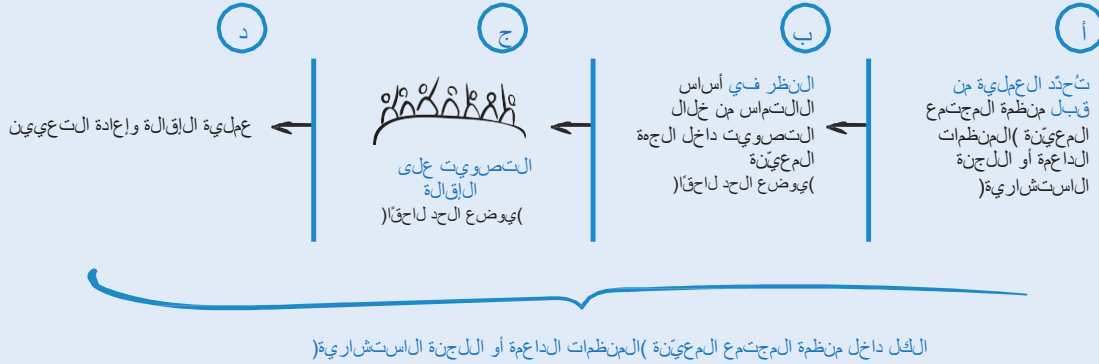 أ
تُحدَّد العملية من
قبل منظمة المجتمع
المعيّنة )المنظمات
الداعمة أو اللجنة
الاستشارية(
ب
النظر في أساس
االلتماس من خلال
التصويت داخل الجهة
المعيّنة
)يوضع الحد لاحقًا(
ج
التصويت على
الإقالة
)يوضع الحد لاحقًا(
د
عملية الإقالة وإعادة التعيين
الكل داخل منظمة المجتمع المعيّنة )المنظمات الداعمة أو اللجنة الاستشارية(